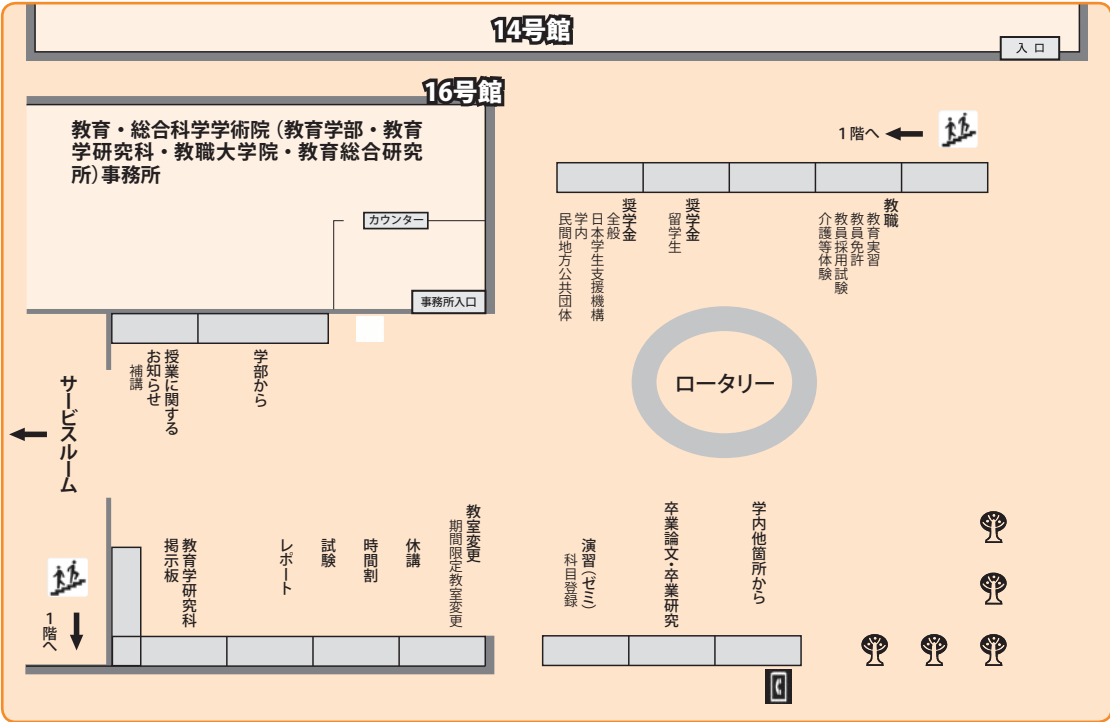 14号館
入 口
16号館
教育・総合科学学術院（教育学部・教育
学研究科・教職大学院・教育総合研究
所）事務所
カウンター
事務所入口
1階へ
奨学金
全般
日本学生支援機構
学内
民間地方公共団体
奨学金
留学生
教職
教育実習
教員免許
教員採用試験
介護等体験
ロータリー
授業に関する
お知らせ
補講
学部から
サービスルーム
1階へ
教育学研究科
掲示板
レポート
試験
時間割
休講
教室変更
期間限定教室変更
演習（ゼミ）
科目登録
卒業論文・卒業研究
学内他箇所から